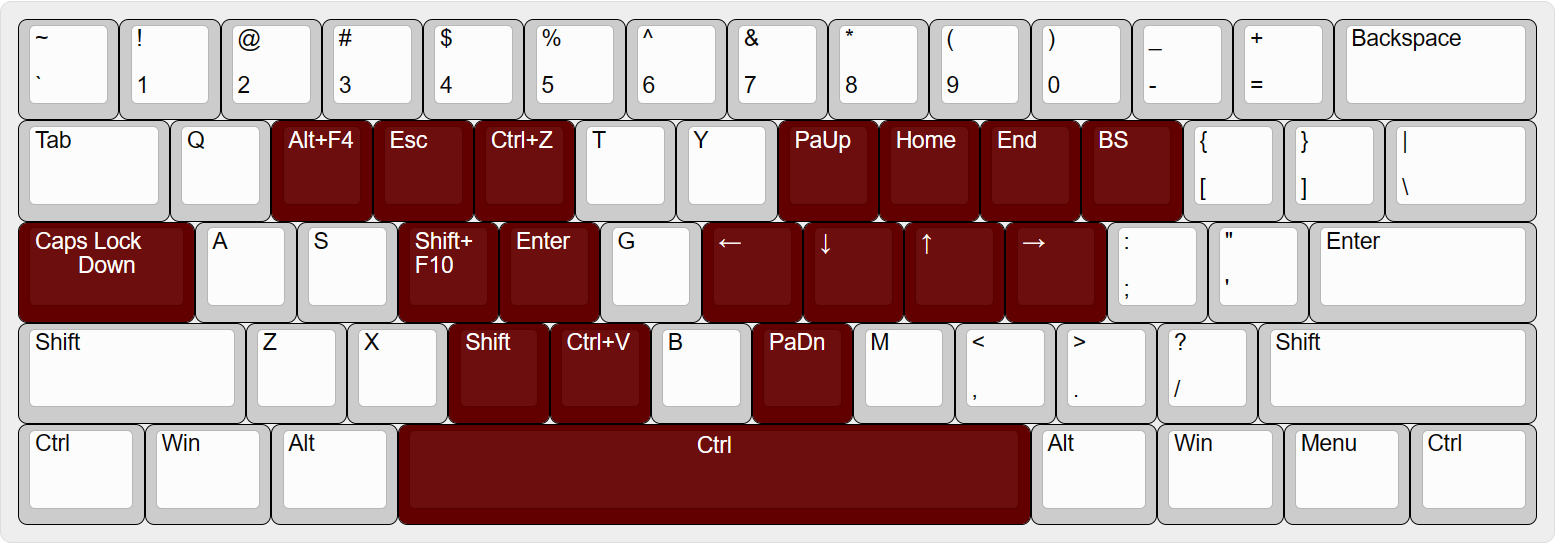 ~ ! @ # $ % ^ & * ( ) _ + Backspace
` 1 2 3 4 5 6 7 8 9 0 - =
Tab Q Alt+F4 Esc Ctrl+Z T Y PaUp Home End BS { } |
[ ] \
Caps Lock A S Shift+ Enter G ← ↓ ↑ → : " Enter
Down F10 ; '
Shift Z X Shift Ctrl+V B PaDn M < > ? Shift
, . /
Ctrl Win Alt Ctrl Alt Win Menu Ctrl